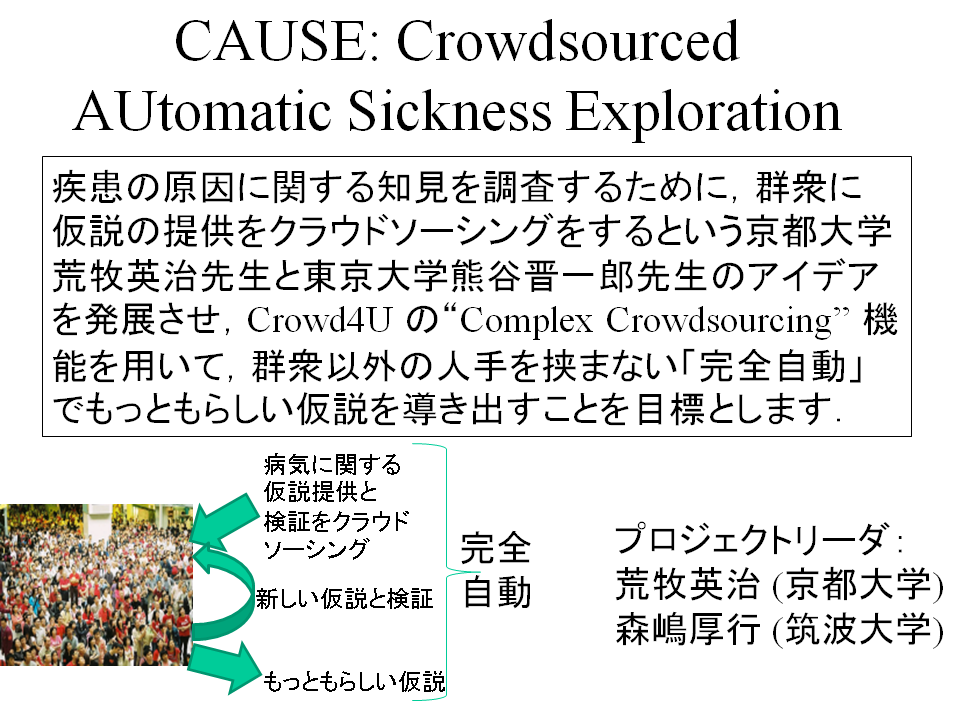 CAUSE: Crowdsourced
AUtomatic Sickness Exploration
疾患の原因に関する知見を調査するために，群衆に
仮説の提供をクラウドソーシングをするという京都大学
荒牧英治先生と東京大学熊谷晋一郎先生のアイデア
を発展させ，Crowd4U の“Complex Crowdsourcing” 機
能を用いて，群衆以外の人手を挟まない「完全自動」
でもっともらしい仮説を導き出すことを目標とします．
病気に関する
仮説提供と
検証をクラウド
ソーシング
新しい仮説と検証
もっともらしい仮説
完全
自動
プロジェクトリーダ：
荒牧英治 (京都大学)
森嶋厚行 (筑波大学)